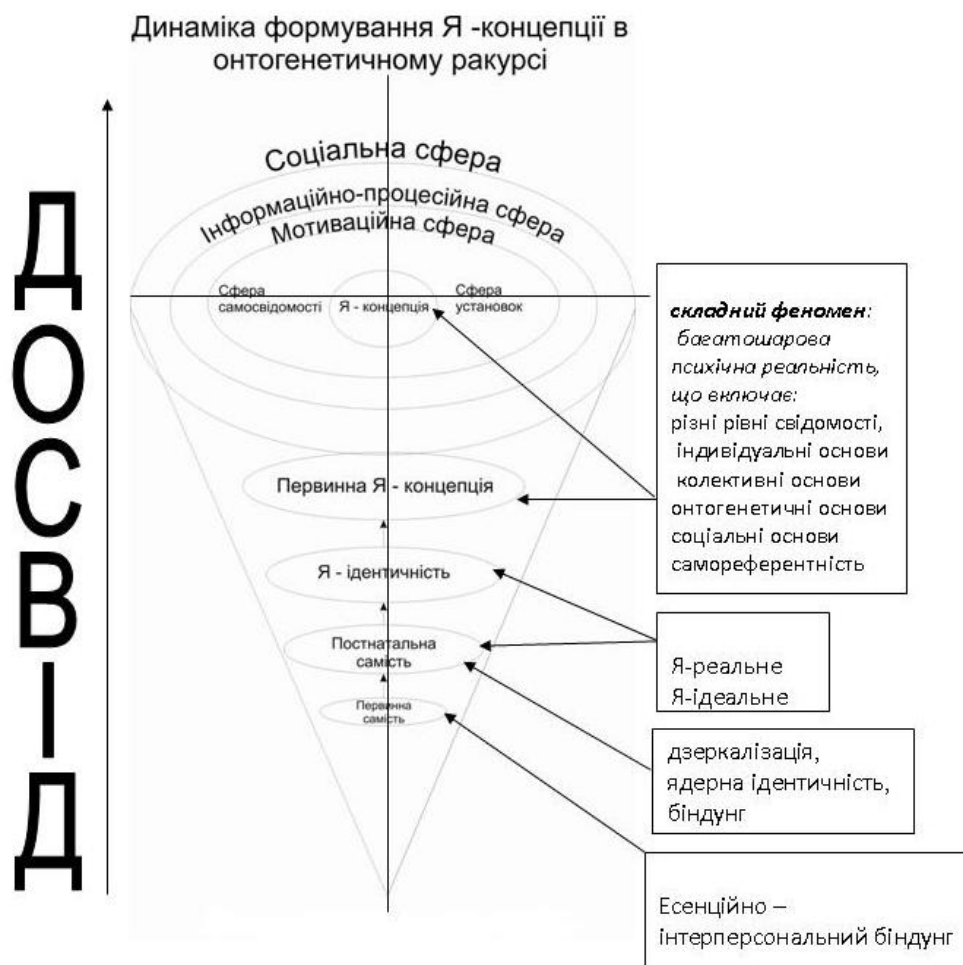 Динаміка формування Я -концепції в
онтогенетичному ракурсі
ДОСВІД
Соціальна сфера
Інформаційно-процесійна сфера
Мотиваційна сфера
Сфера
самосвідомості
Я - концепція
Сфера
установок
Первинна Я - концепція
Я - ідентичність
Постнатальна
самість
Первинна
самість
складний феномен:
багатошарова
психічна реальність,
що включає:
різні рівні свідомості,
індивідуальні основи
колективні основи
онтогенетичні основи
соціальні основи
самореферентність
Я-реальне
Я-ідеальне
дзеркалізація,
ядерна ідентичність,
біндунг
Есенційно –
інтерперсональний біндунг